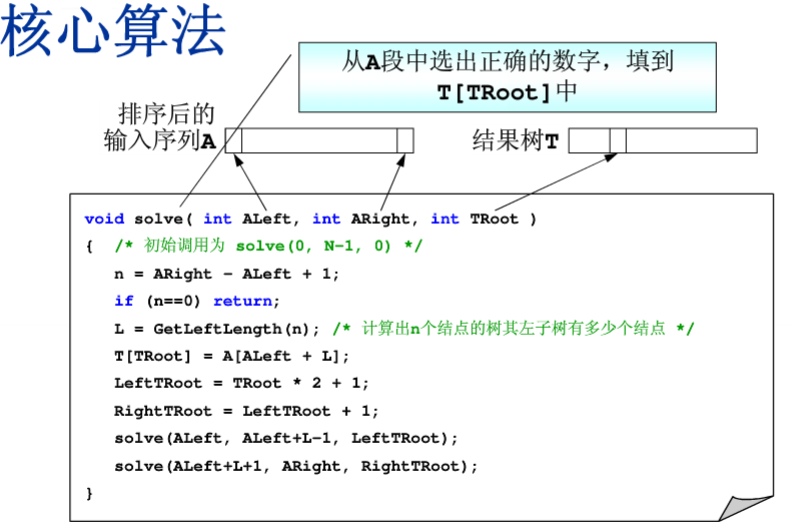 核心算法
从A段中选出正确的数字，填到
T[TRoot]中
排序后的
输入序列A
结果树T
void solve( int ALeft, int ARight, int TRoot )
{ /* 初始调用为 solve(0, N-1, 0) */
n = ARight - ALeft + 1;
if (n==0) return;
L = GetLeftLength(n); /* 计算出n个结点的树其左子树有多少个结点 */
T[TRoot] = A[ALeft + L];
LeftTRoot = TRoot * 2 + 1;
RightTRoot = LeftTRoot + 1;
solve(ALeft, ALeft+L-1, LeftTRoot);
solve(ALeft+L+1, ARight, RightTRoot);
}